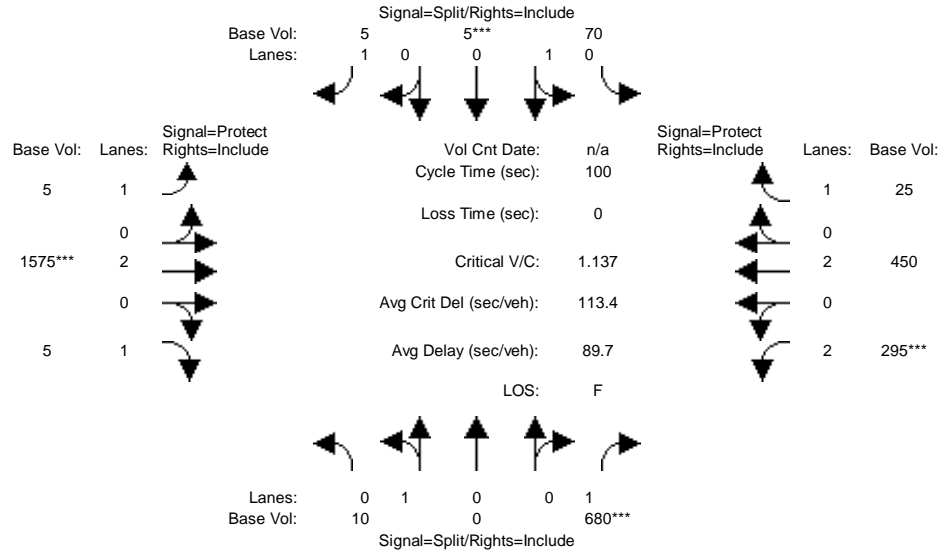 Signal=Split/Rights=Include
Base Vol: 5 5*** 70
Lanes: 1 0 0 1 0
Signal=Protect Signal=Protect
Base Vol: Lanes: Rights=Include Vol Cnt Date: n/a Rights=Include Lanes: Base Vol:
Cycle Time (sec): 100
5 1 1 25
Loss Time (sec): 0
0 0
1575*** 2 Critical V/C: 1.137 2 450
0 Avg Crit Del (sec/veh): 113.4 0
5 1 Avg Delay (sec/veh): 89.7 2 295***
LOS: F
Lanes: 0 1 0 0 1
Base Vol: 10 0 680***
Signal=Split/Rights=Include